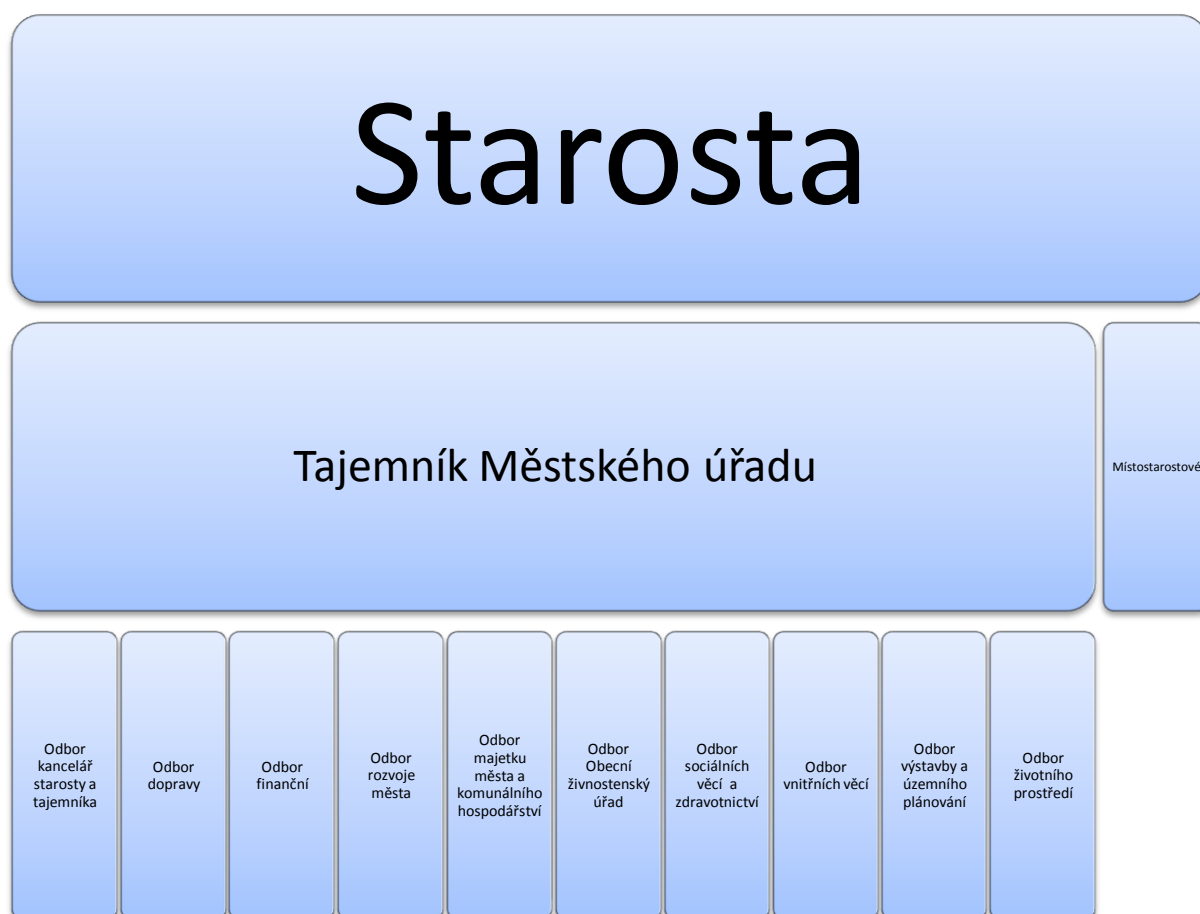 Starosta
Tajemník Městského úřadu
Místostarostové
Odbor
kancelář
starosty a
tajemníka
Odbor
dopravy
Odbor
finanční
Odbor
rozvoje
města
Odbor
majetku
města a
komunálního
hospodářství
Odbor
Obecní
živnostenský
úřad
Odbor
sociálních
věcí  a
zdravotnictví
Odbor
vnitřních věcí
Odbor
výstavby a
územního
plánování
Odbor
životního
prostředí